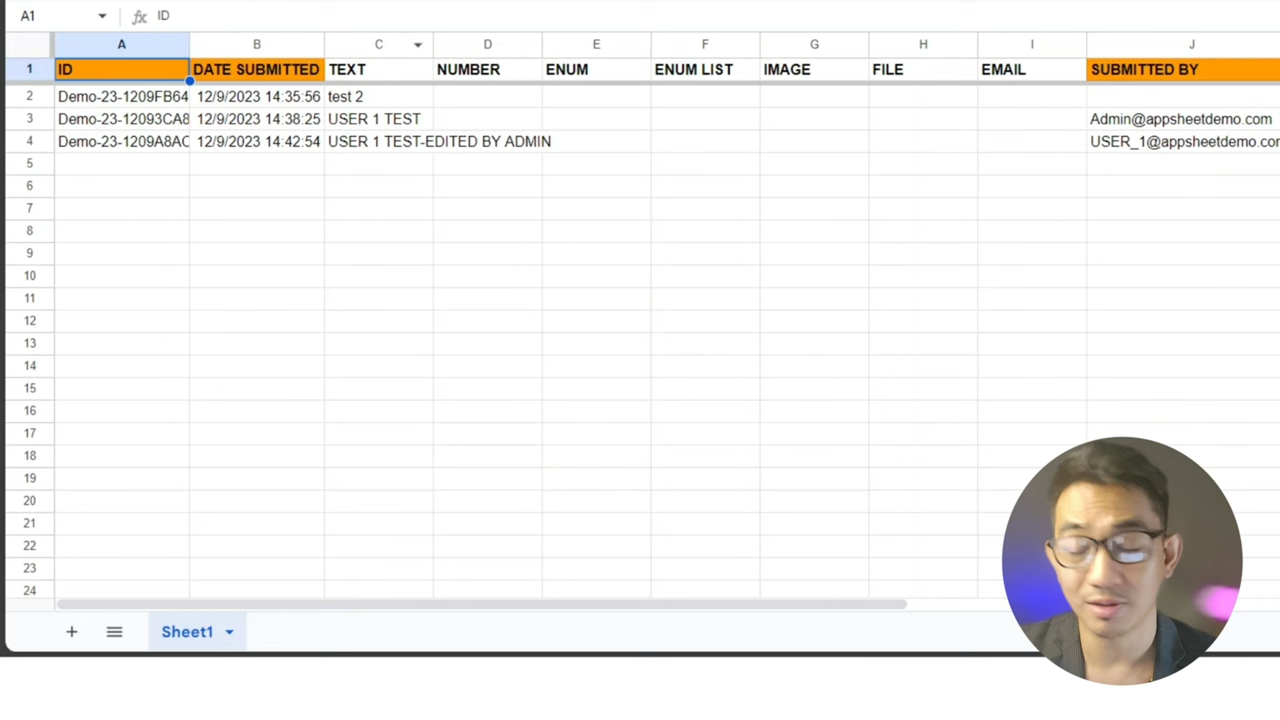 A1 fx ID
A B C D E F G H I J
1 ID DATE SUBMITTED TEXT NUMBER ENUM ENUM LIST IMAGE FILE EMAIL SUBMITTED BY
2 Demo-23-1209FB64 12/9/2023 14:35:56 test 2
3 Demo-23-12093CA8 12/9/2023 14:38:25 USER 1 TEST Admin@appsheetdemo.com
4 Demo-23-1209A8AC 12/9/2023 14:42:54 USER 1 TEST-EDITED BY ADMIN USER_1@appsheetdemo.co
5
6
7
8
9
10
11
12
13
14
15
16
17
18
19
20
21
22
23
24
Sheet1